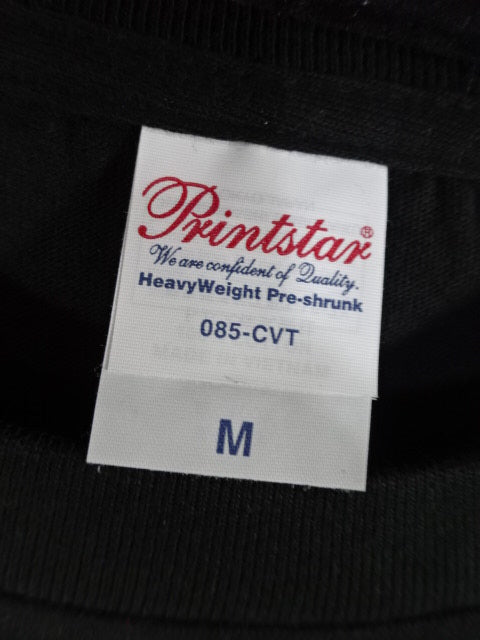 Printstar®
We are confident of Quality.
HeavyWeight Pre-shrunk
085-CVT
M